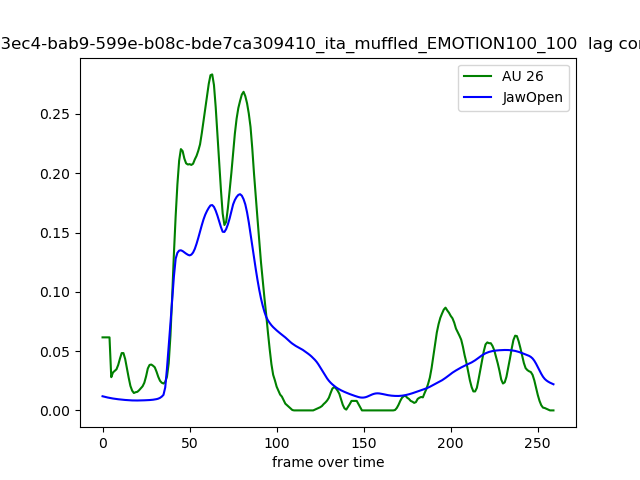 3ec4-bab9-599e-b08c-bde7ca309410_ita_muffled_EMOTION100_100 lag
AU 26
JawOpen
0.25
0.20
0.15
0.10
0.05
0.00
0 50 100 150 200 250
frame over time